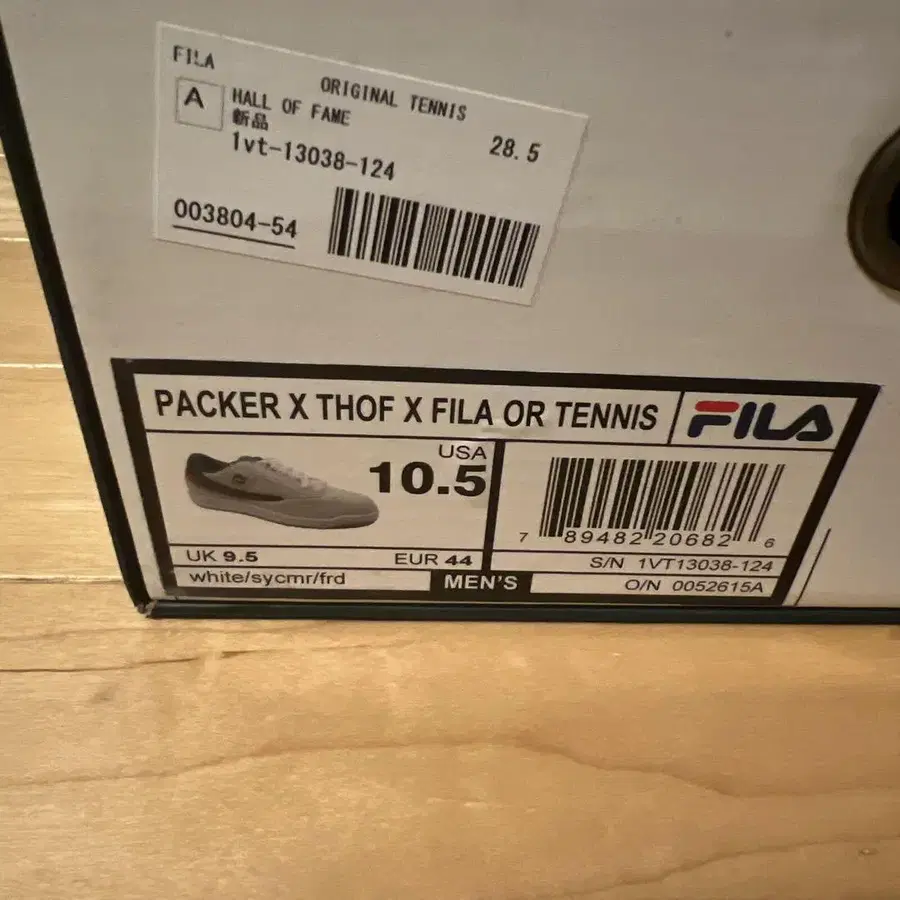 FILA
ORIGINAL TENNIS
A
HALL OF FAME
28.5
新品
1vt-13038-124
003804-54
PACKER X THOF X FILA OR TENNIS
FILA
USA
10.5
7 89482 20682 6
UK 9.5
EUR 44
S/N 1VT13038-124
white/sycmr/frd
MEN'S
O/N 0052615A